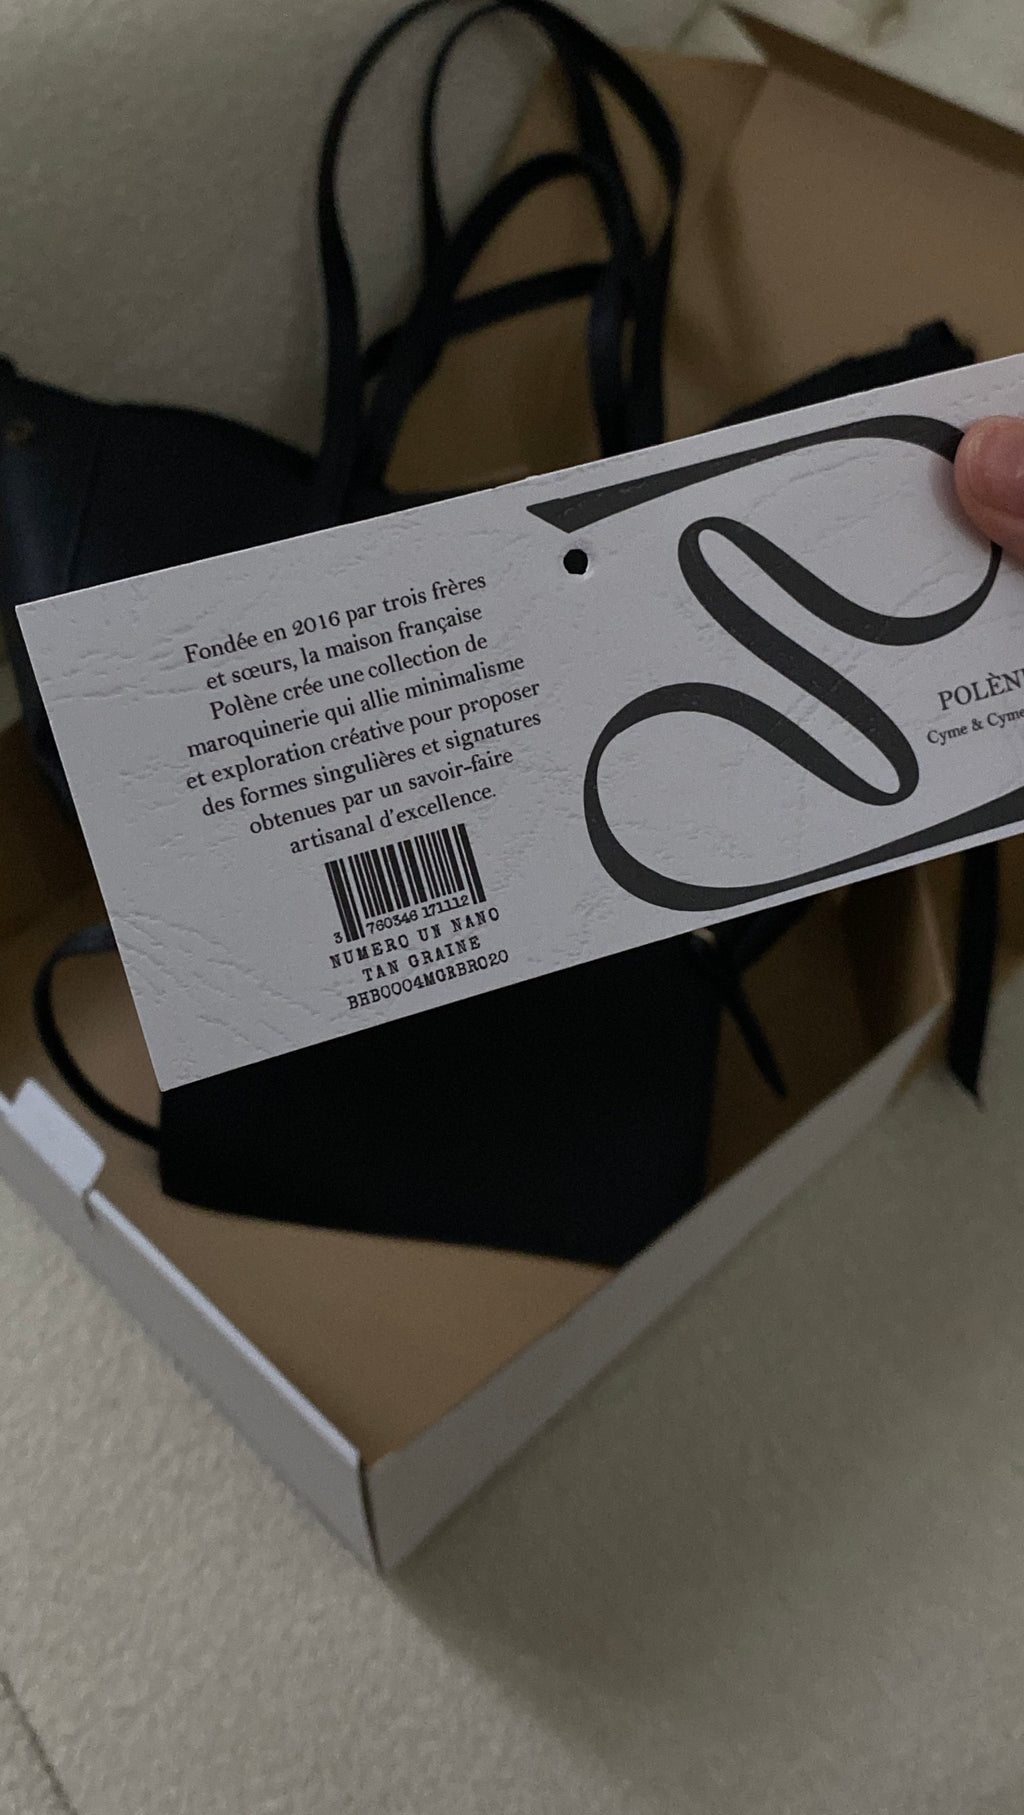 Fondée en 2016 par trois frères
et sœurs, la maison française
Polène crée une collection de
maroquinerie qui allie minimalisme
et exploration créative pour proposer
des formes singulières et signatures
obtenues par un savoir-faire
artisanal d'excellence.
3 760346 171112
NUMERO UN NANO
TAN GRAINE
BHB0004MGRBR020
POLÈN
Cyme & Cyme